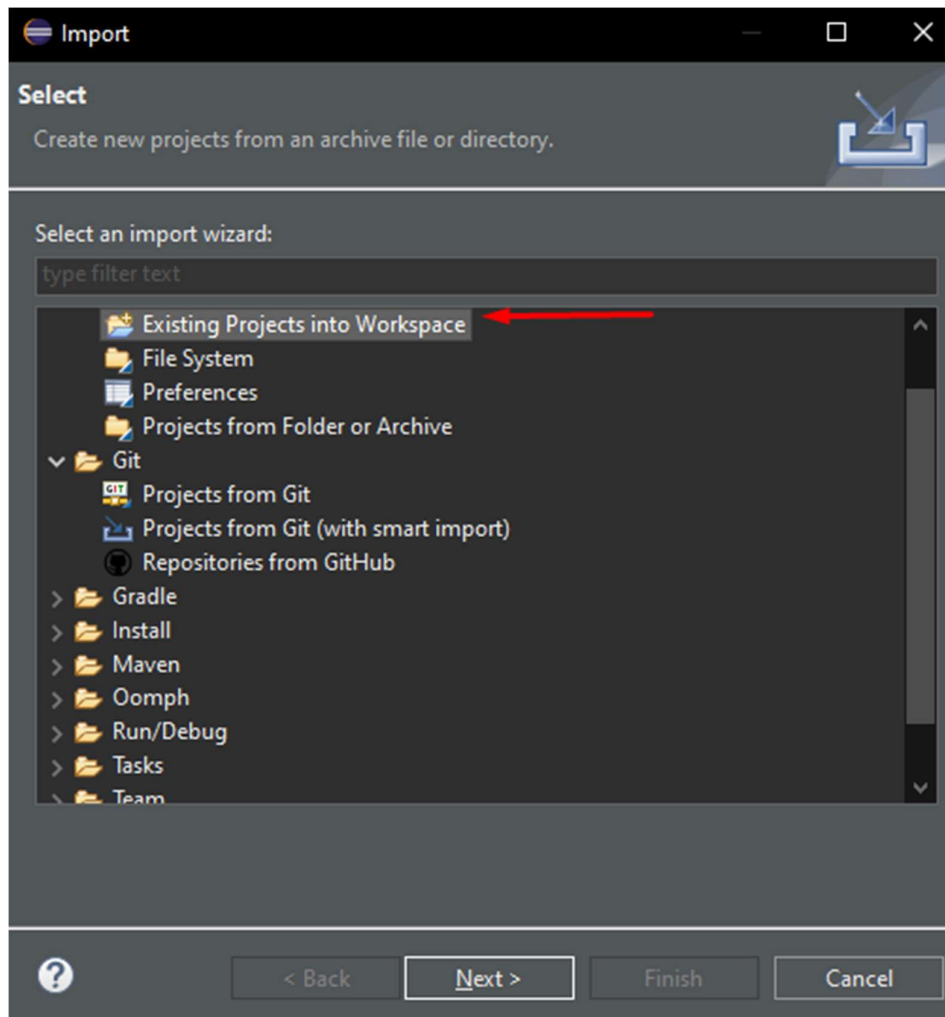 Import
Select
Create new projects from an archive file or directory.
Select an import wizard:
type filter text
Existing Projects into Workspace
File System
Preferences
Projects from Folder or Archive
Git
GIT
Projects from Git
Projects from Git (with smart import)
Repositories from GitHub
Gradle
Install
Maven
Oomph
Run/Debug
Tasks
Team
?
< Back
Next >
Finish
Cancel